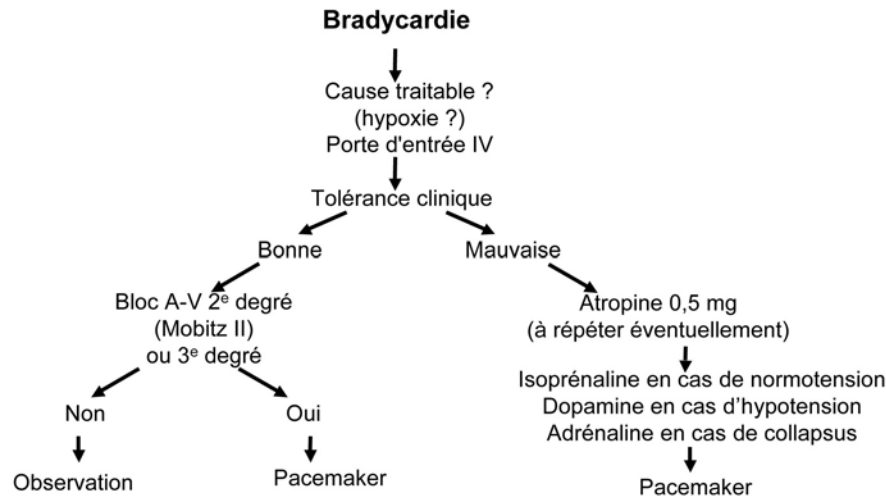 Bradycardie
Cause traitable ?
(hypoxie ?)
Porte d'entrée IV
Tolérance clinique
Bonne
Mauvaise
Bloc A-V 2ᵉ degré
(Mobitz II)
ou 3ᵉ degré
Atropine 0,5 mg
(à répéter éventuellement)
Isoprénaline en cas de normotension
Dopamine en cas d’hypotension
Adrénaline en cas de collapsus
Non
Oui
Observation
Pacemaker
Pacemaker